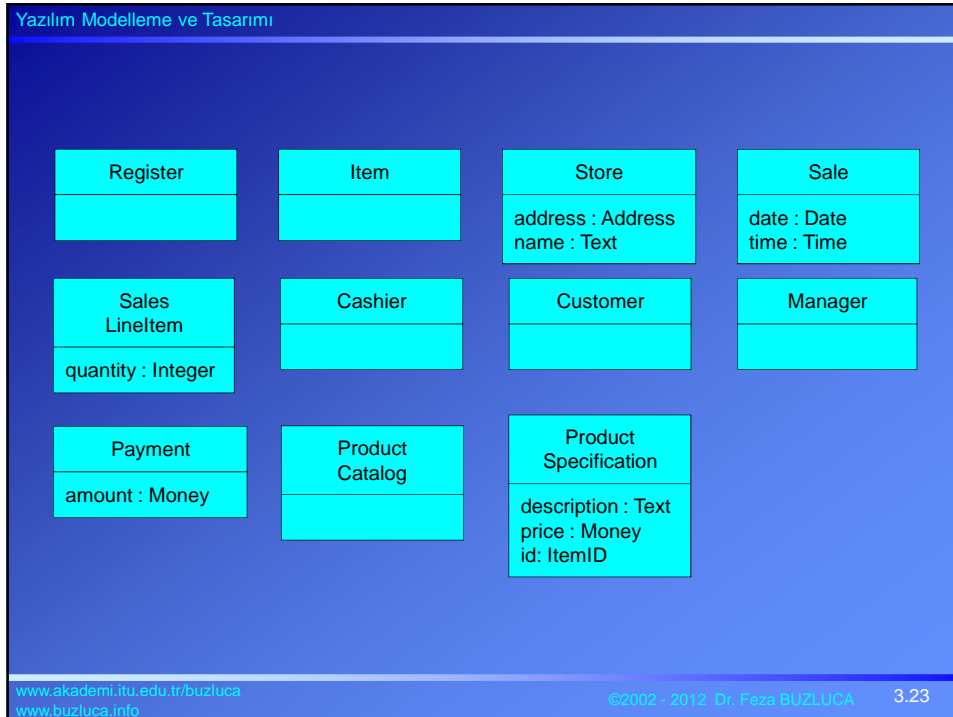 Yazılım Modelleme ve Tasarımı
Register
Item
Store
address : Address
name : Text
Sale
date : Date
time : Time
Sales
LineItem
quantity : Integer
Cashier
Customer
Manager
Payment
amount : Money
Product
Catalog
Product
Specification
description : Text
price : Money
id: ItemID
www.akademi.itu.edu.tr/buzluca
www.buzluca.info
©2002 - 2012 Dr. Feza BUZLUCA
3.23